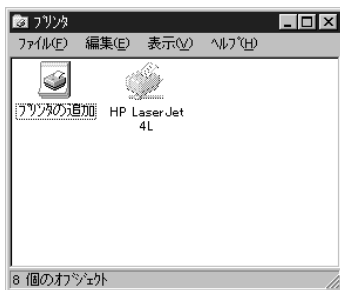 プリンタ
ファイル(F) 編集(E) 表示(V) ヘルプ(H)
プリンタの追加
HP LaserJet
4L
8 個のオブジェクト